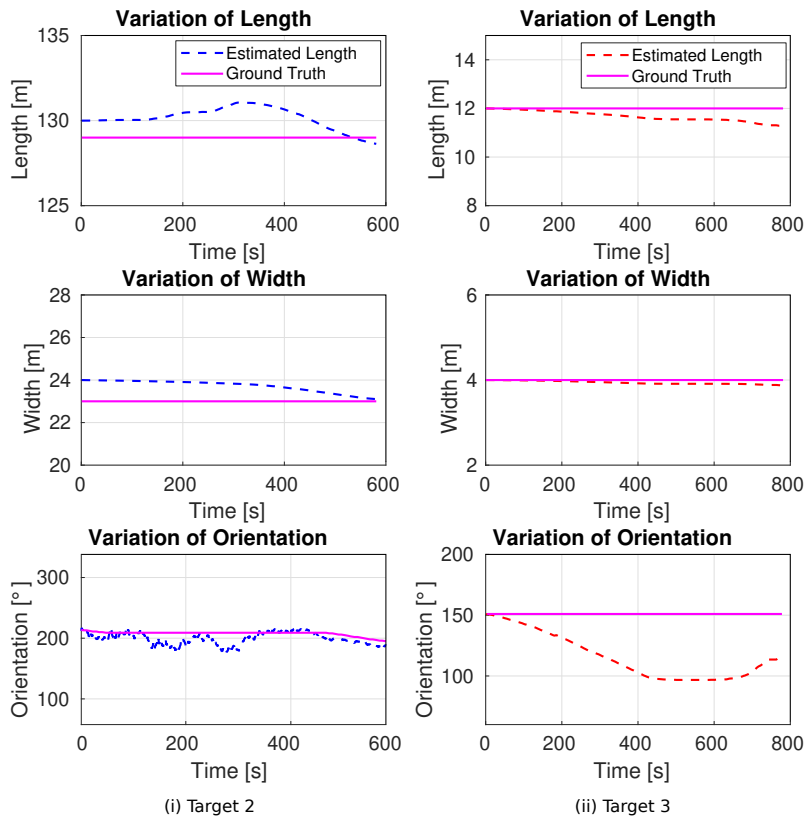 Variation of Length
135
130
125
Length [m]
Estimated Length
Ground Truth
0 200 400 600
Time [s]
Variation of Length
14
12
10
8
Length [m]
Estimated Length
Ground Truth
0 200 400 600 800
Time [s]
Variation of Width
28
26
24
22
20
Width [m]
0 200 400 600
Time [s]
Variation of Width
6
4
2
Width [m]
0 200 400 600 800
Time [s]
Variation of Orientation
300
200
100
Orientation [°]
0 200 400 600
Time [s]
(i) Target 2
Variation of Orientation
200
150
100
Orientation [°]
0 200 400 600 800
Time [s]
(ii) Target 3